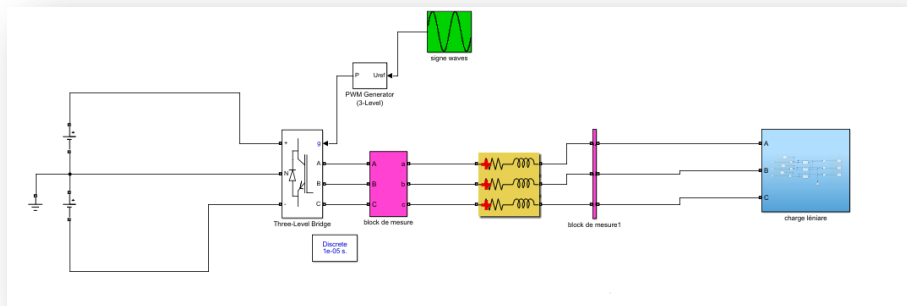 signe waves
P
Uref
PWM Generator
(3-Level)
+
+
g
+
N
-
A
B
C
Three-Level Bridge
A
B
C
a
b
c
block de mesure
block de mesure1
A
B
C
charge léniare
Discrete
1e-05 s.